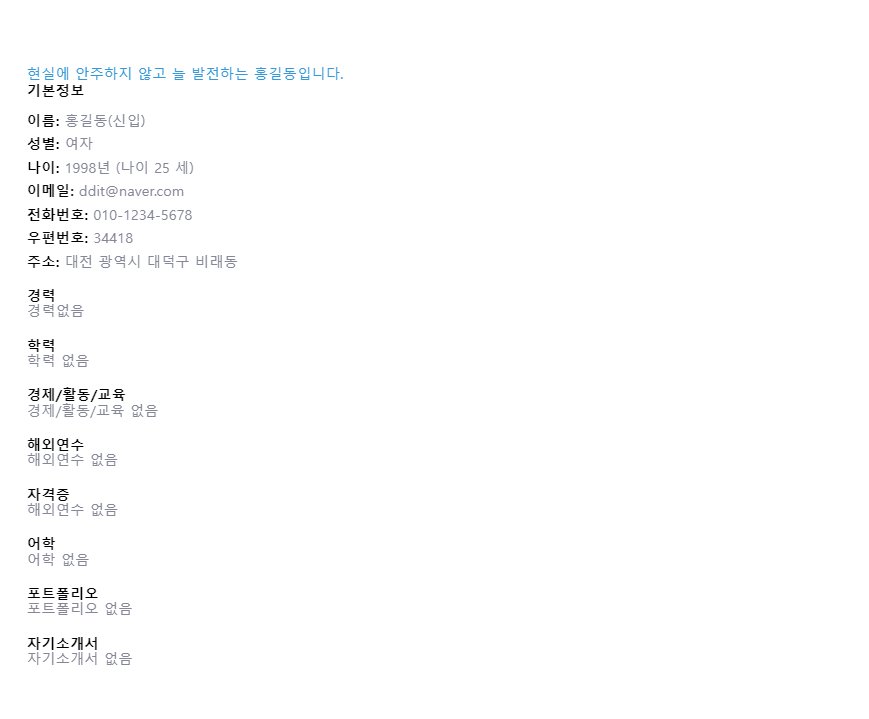 현실에 안주하지 않고 늘 발전하는 홍길동입니다.
기본정보
이름: 홍길동(신입)
성별: 여자
나이: 1998년 (나이 25 세)
이메일: ddit@naver.com
전화번호: 010-1234-5678
우편번호: 34418
주소: 대전 광역시 대덕구 비래동
경력
경력없음
학력
학력 없음
경제/활동/교육
경제/활동/교육 없음
해외연수
해외연수 없음
자격증
해외연수 없음
어학
어학 없음
포트폴리오
포트폴리오 없음
자기소개서
자기소개서 없음